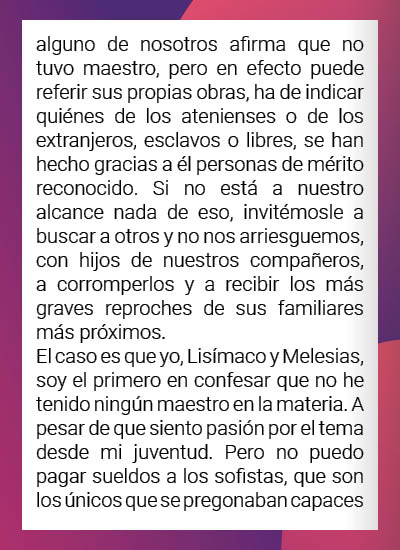 alguno de nosotros afirma que no
tuvo maestro, pero en efecto puede
referir sus propias obras, ha de indicar
quiénes de los atenienses o de los
extranjeros, esclavos o libres, se han
hecho gracias a él personas de mérito
reconocido. Si no está a nuestro
alcance nada de eso, invitémosle a
buscar a otros y no nos arriesguemos,
con hijos de nuestros compañeros,
a corromperlos y a recibir los más
graves reproches de sus familiares
más próximos.
El caso es que yo, Lisímaco y Melesias,
soy el primero en confesar que no he
tenido ningún maestro en la materia. A
pesar de que siento pasión por el tema
desde mi juventud. Pero no puedo
pagar sueldos a los sofistas, que son
los únicos que se pregonaban capaces